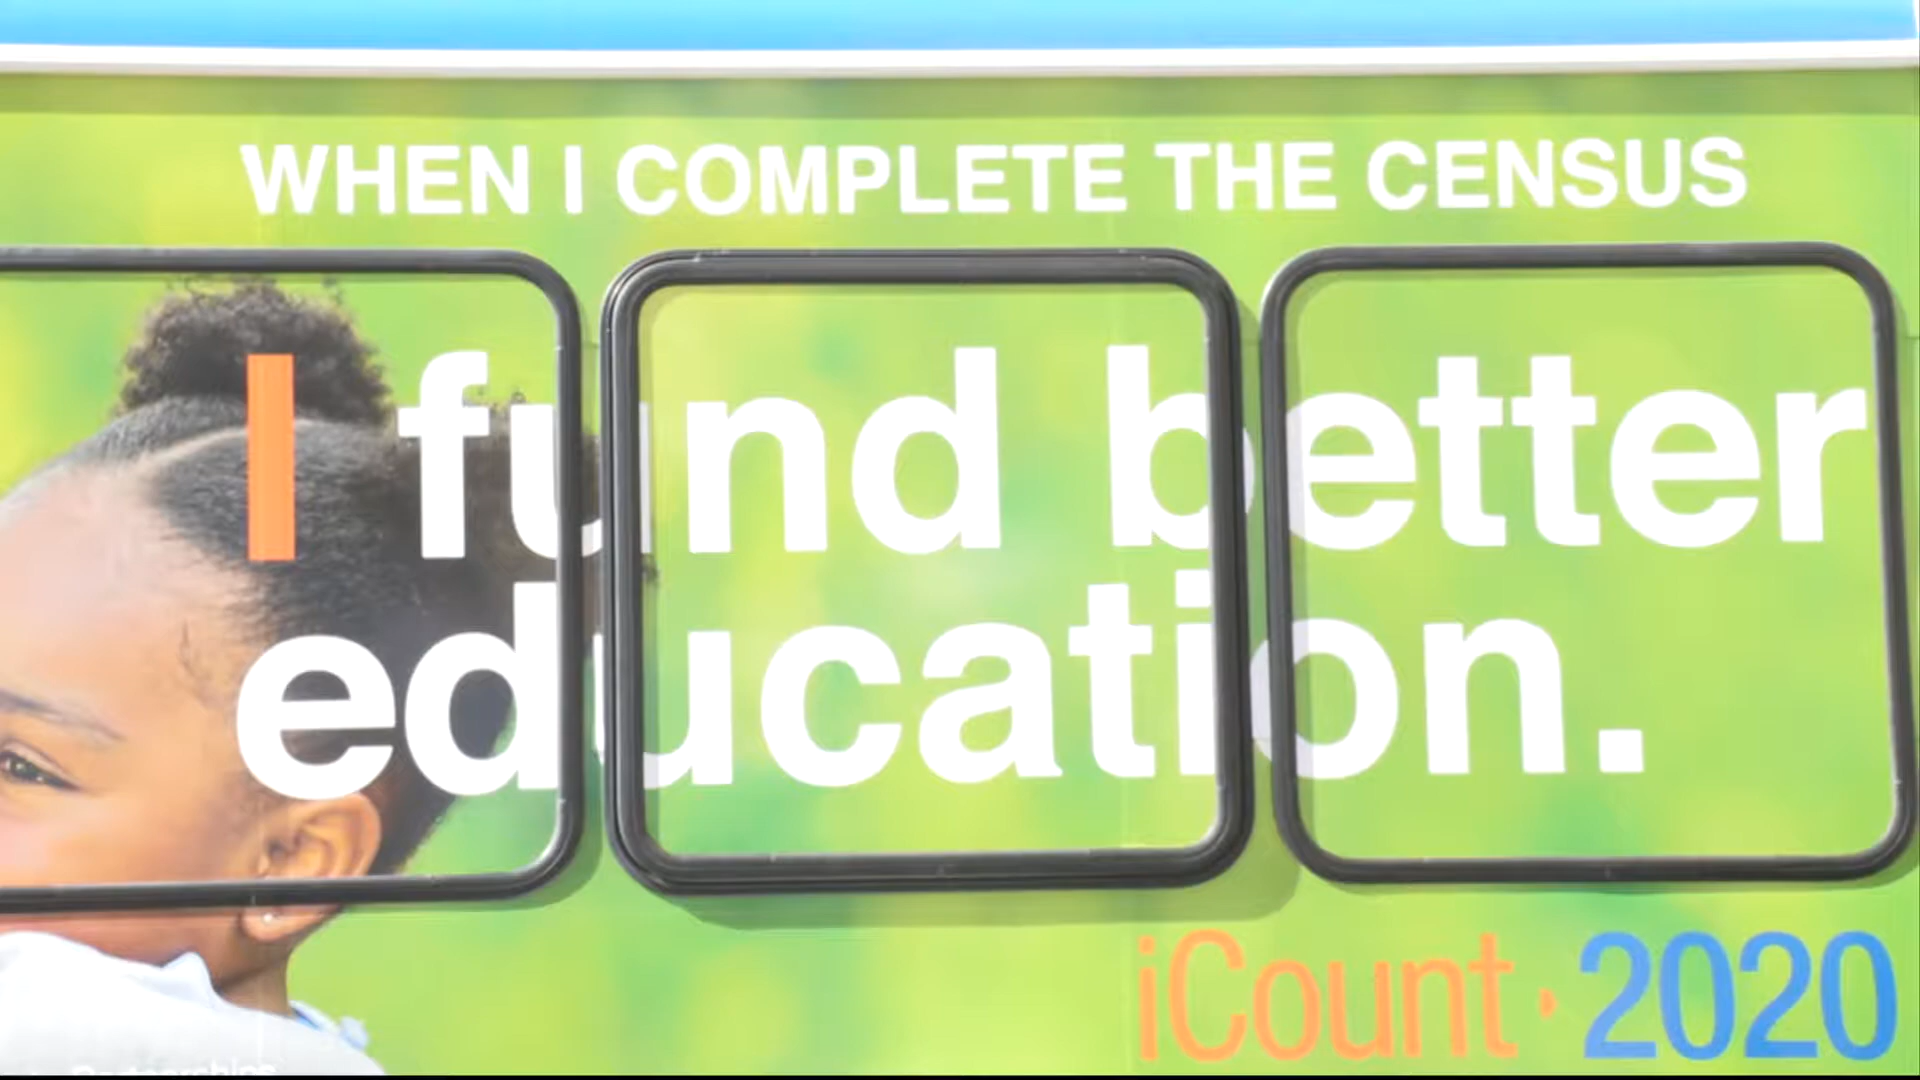 WHEN I COMPLETE THE CENSUS
I fund better
education.
iCount · 2020